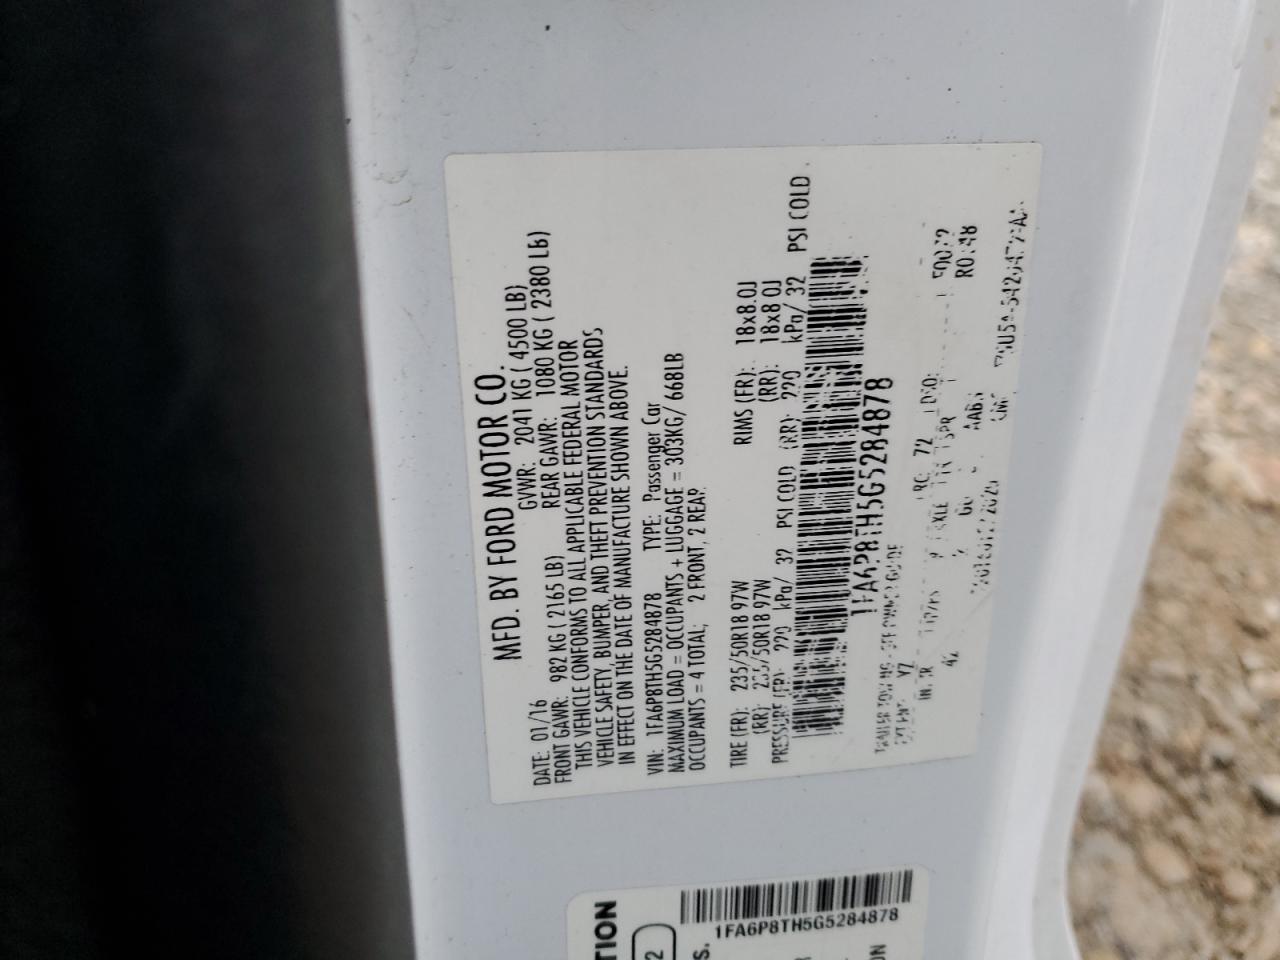 MFD. BY FORD MOTOR CO.
DATE: 01/16 GVWR: 2041 KG ( 4500 LB)
FRONT GAWR: 982 KG ( 2165 LB) REAR GAWR: 1080 KG ( 2380 LB)
THIS VEHICLE CONFORMS TO ALL APPLICABLE FEDERAL MOTOR
VEHICLE SAFETY, BUMPER, AND THEFT PREVENTION STANDARDS
IN EFFECT ON THE DATE OF MANUFACTURE SHOWN ABOVE.
VIN: 1FA6P8TH5G5284878 TYPE: Passenger Car
MAXIMUM LOAD = OCCUPANTS + LUGGAGE = 303KG/ 668LB
OCCUPANTS = 4 TOTAL; 2 FRONT, 2 REAR
TIRE (FR): 235/50R18 97W RIMS (FR): 18x8.0J
(RR): 235/50R18 97W (RR): 18x8.0J
PRESSURE (FR): 220 kPa/ 32 PSI COLD (RR): 220 kPa/ 32 PSI COLD
1FA6P8TH5G5284878
YZ 72
42 AABN
TION
1FA6P8TH5G5284878